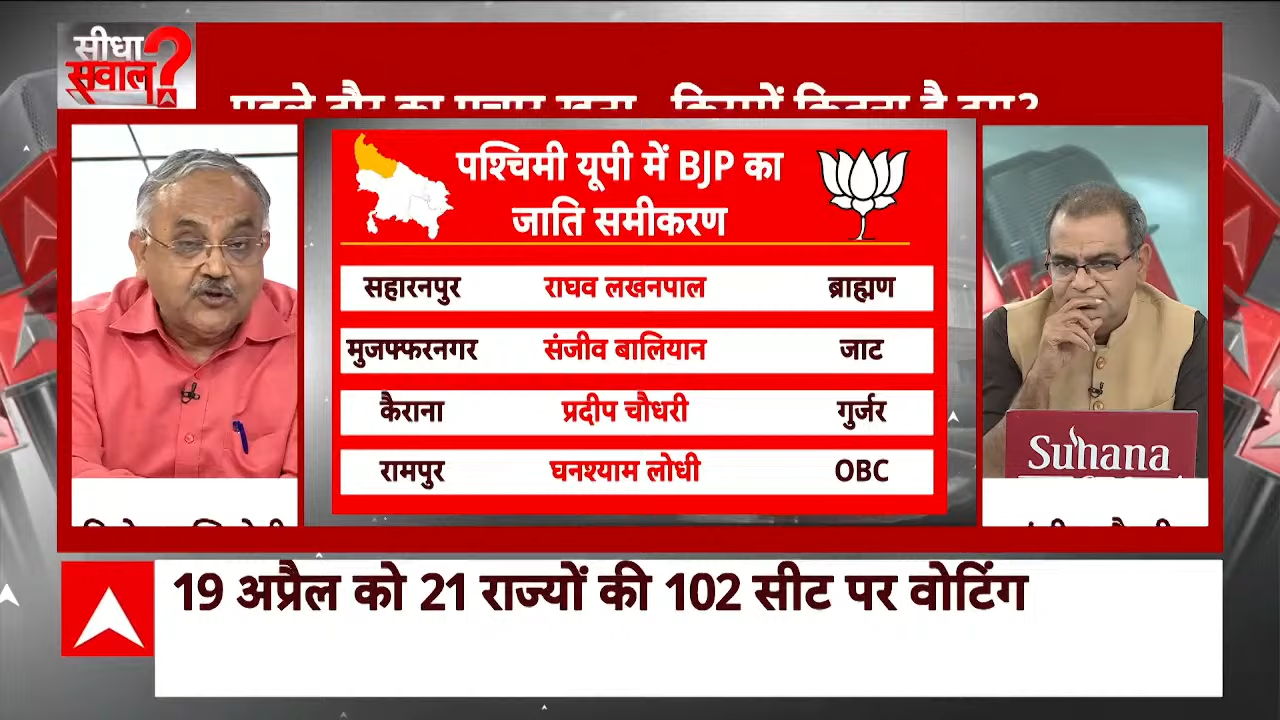 सीधा
सवाल?
पश्चिमी यूपी में BJP का
जाति समीकरण
सहारनपुर राघव लखनपाल ब्राह्मण
मुजफ्फरनगर संजीव बालियान जाट
कैराना प्रदीप चौधरी गुर्जर
रामपुर घनश्याम लोधी OBC
Suhana
19 अप्रैल को 21 राज्यों की 102 सीट पर वोटिंग